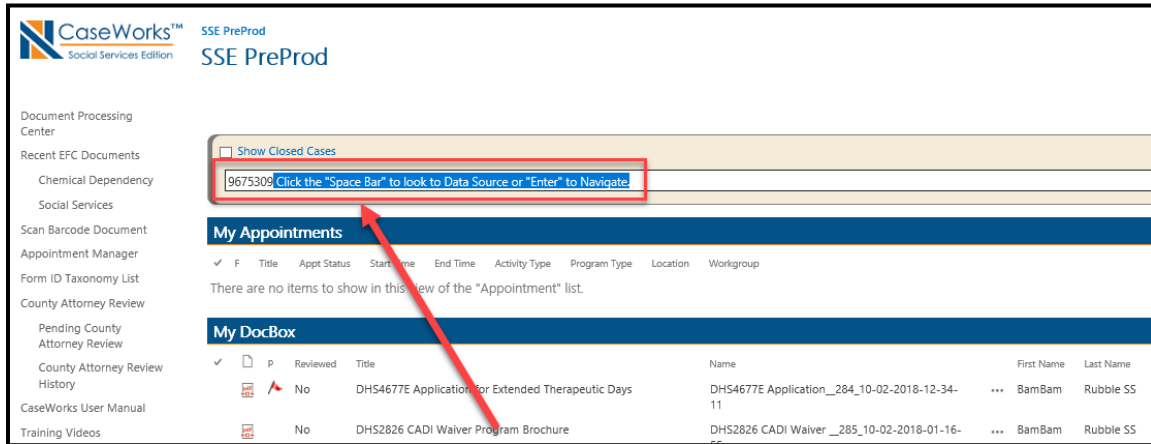 CaseWorks™
Social Services Edition
SSE PreProd
SSE PreProd
Document Processing
Center
Recent EFC Documents
Chemical Dependency
Social Services
Scan Barcode Document
Appointment Manager
Form ID Taxonomy List
County Attorney Review
Pending County
Attorney Review
County Attorney Review
History
CaseWorks User Manual
Training Videos
Show Closed Cases
9675309 Click the "Space Bar" to look to Data Source or "Enter" to Navigate.
My Appointments
F Title Appt Status Start Time End Time Activity Type Program Type Location Workgroup
There are no items to show in this view of the "Appointment" list.
My DocBox
P Reviewed Title Name First Name Last Name
No DHS4677E Application for Extended Therapeutic Days DHS4677E Application__284_10-02-2018-12-34- ... BamBam Rubble SS
11
No DHS2826 CADI Waiver Program Brochure DHS2826 CADI Waiver __285_10-02-2018-01-16- ... BamBam Rubble SS